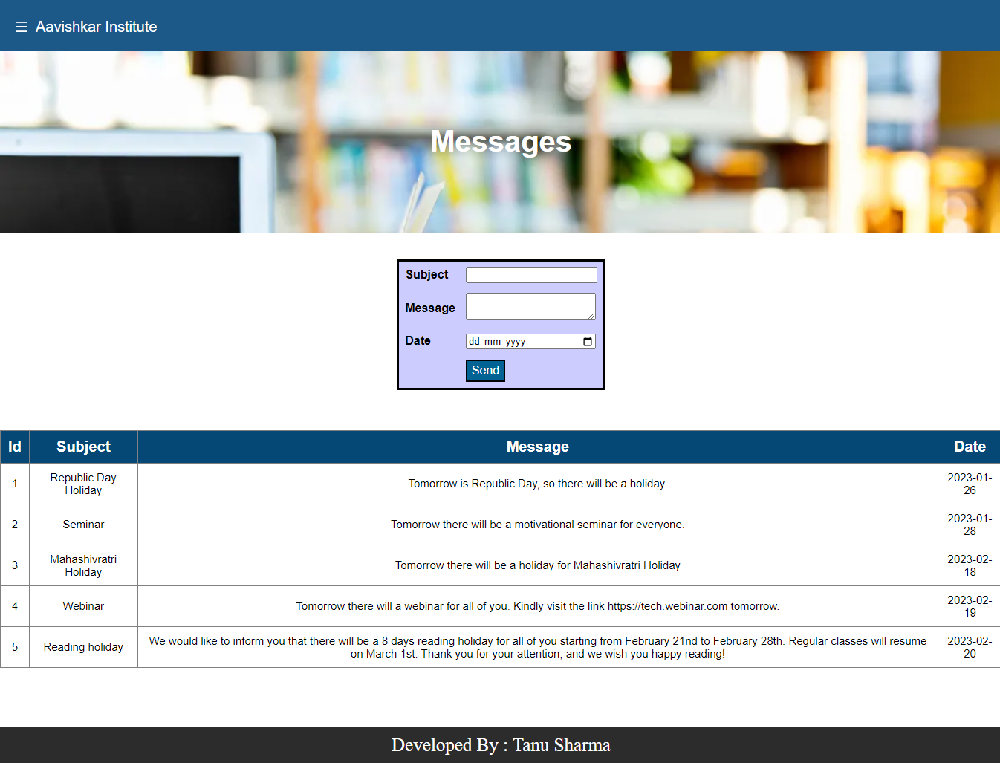 ☰ Aavishkar Institute
Messages
Subject
Message
Date dd-mm-yyyy
Send
Id Subject Message Date
1 Republic Day Holiday Tomorrow is Republic Day, so there will be a holiday. 2023-01-26
2 Seminar Tomorrow there will be a motivational seminar for everyone. 2023-01-28
3 Mahashivratri Holiday Tomorrow there will be a holiday for Mahashivratri Holiday 2023-02-18
4 Webinar Tomorrow there will a webinar for all of you. Kindly visit the link https://tech.webinar.com tomorrow. 2023-02-19
5 Reading holiday We would like to inform you that there will be a 8 days reading holiday for all of you starting from February 21nd to February 28th. Regular classes will resume
on March 1st. Thank you for your attention, and we wish you happy reading! 2023-02-20
Developed By : Tanu Sharma